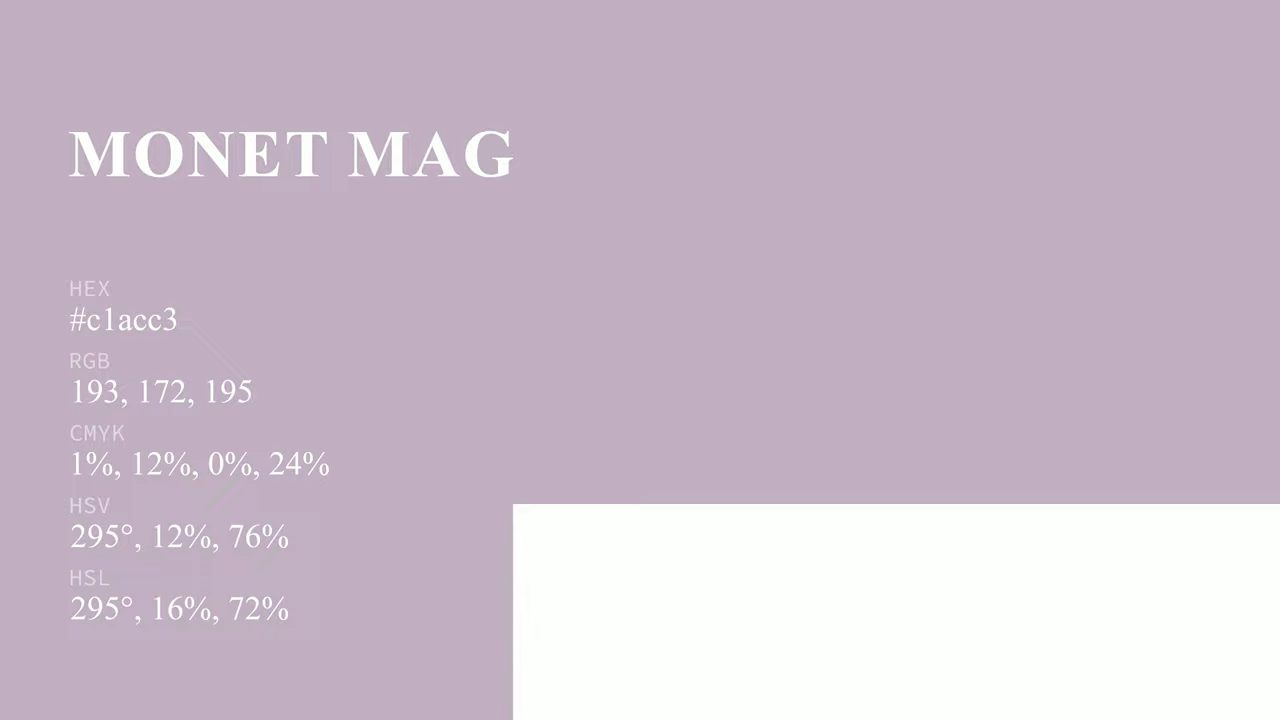 MONET MAG
HEX
#c1acc3
RGB
193, 172, 195
CMYK
1%, 12%, 0%, 24%
HSV
295°, 12%, 76%
HSL
295°, 16%, 72%